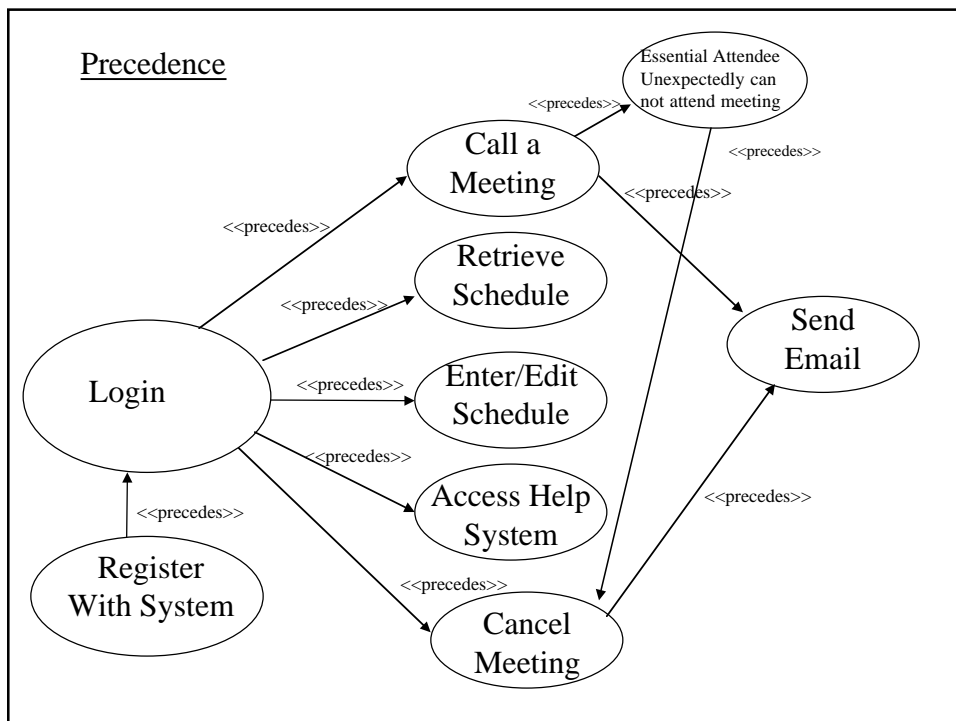 Precedence
Essential Attendee
Unexpectedly can
not attend meeting
<<precedes>>
Call a
Meeting
<<precedes>>
<<precedes>>
<<precedes>>
Retrieve
Schedule
<<precedes>>
Send
Email
Login
<<precedes>>
Enter/Edit
Schedule
<<precedes>>
Access Help
System
<<precedes>>
<<precedes>>
Register
With System
<<precedes>>
Cancel
Meeting